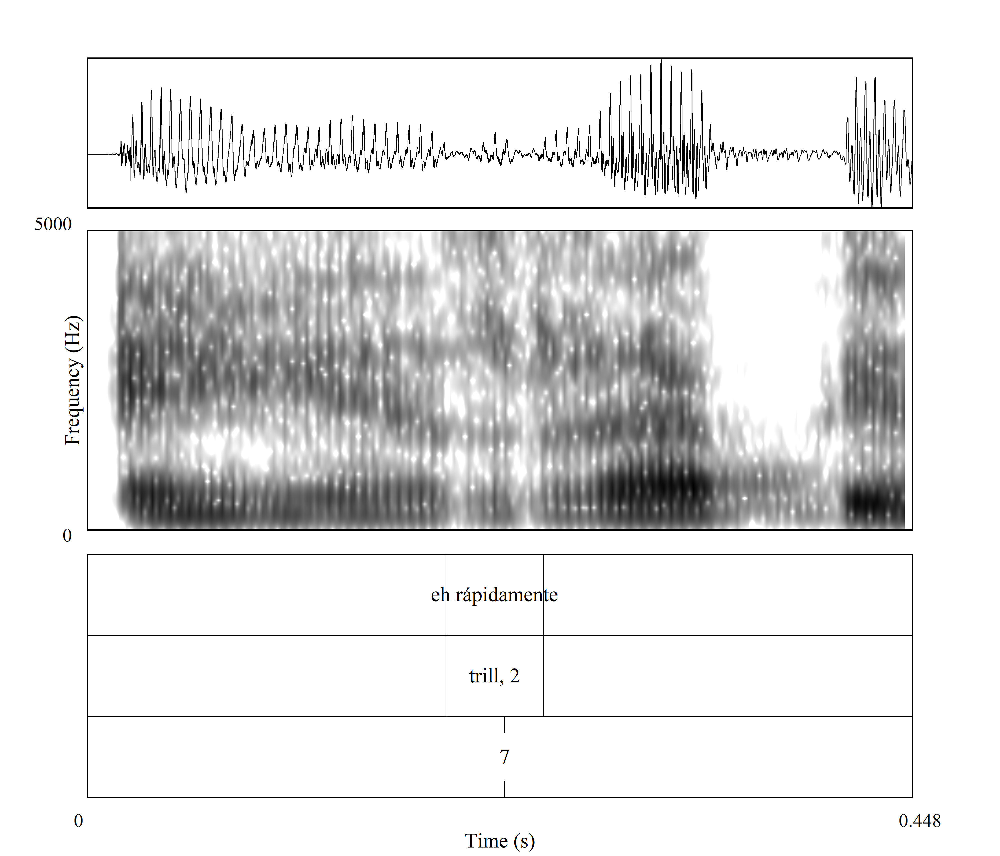 5000
Frequency (Hz)
0
eh rápidamente
trill, 2
7
0
0.448
Time (s)